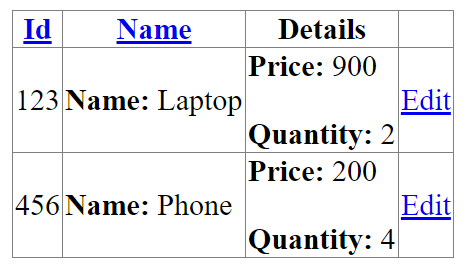 Id Name Details
123 Name: Laptop Price: 900 Edit
Quantity: 2
456 Name: Phone Price: 200 Edit
Quantity: 4